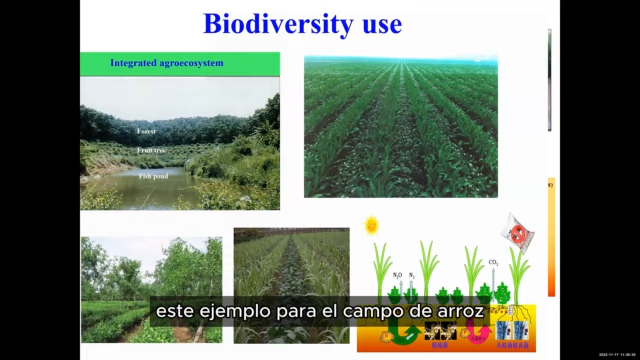 Biodiversity use
Integrated agroecosystem
Forest
Fruit tree
Fish pond
N₂O
N₂
CO₂
este ejemplo para el campo de arroz